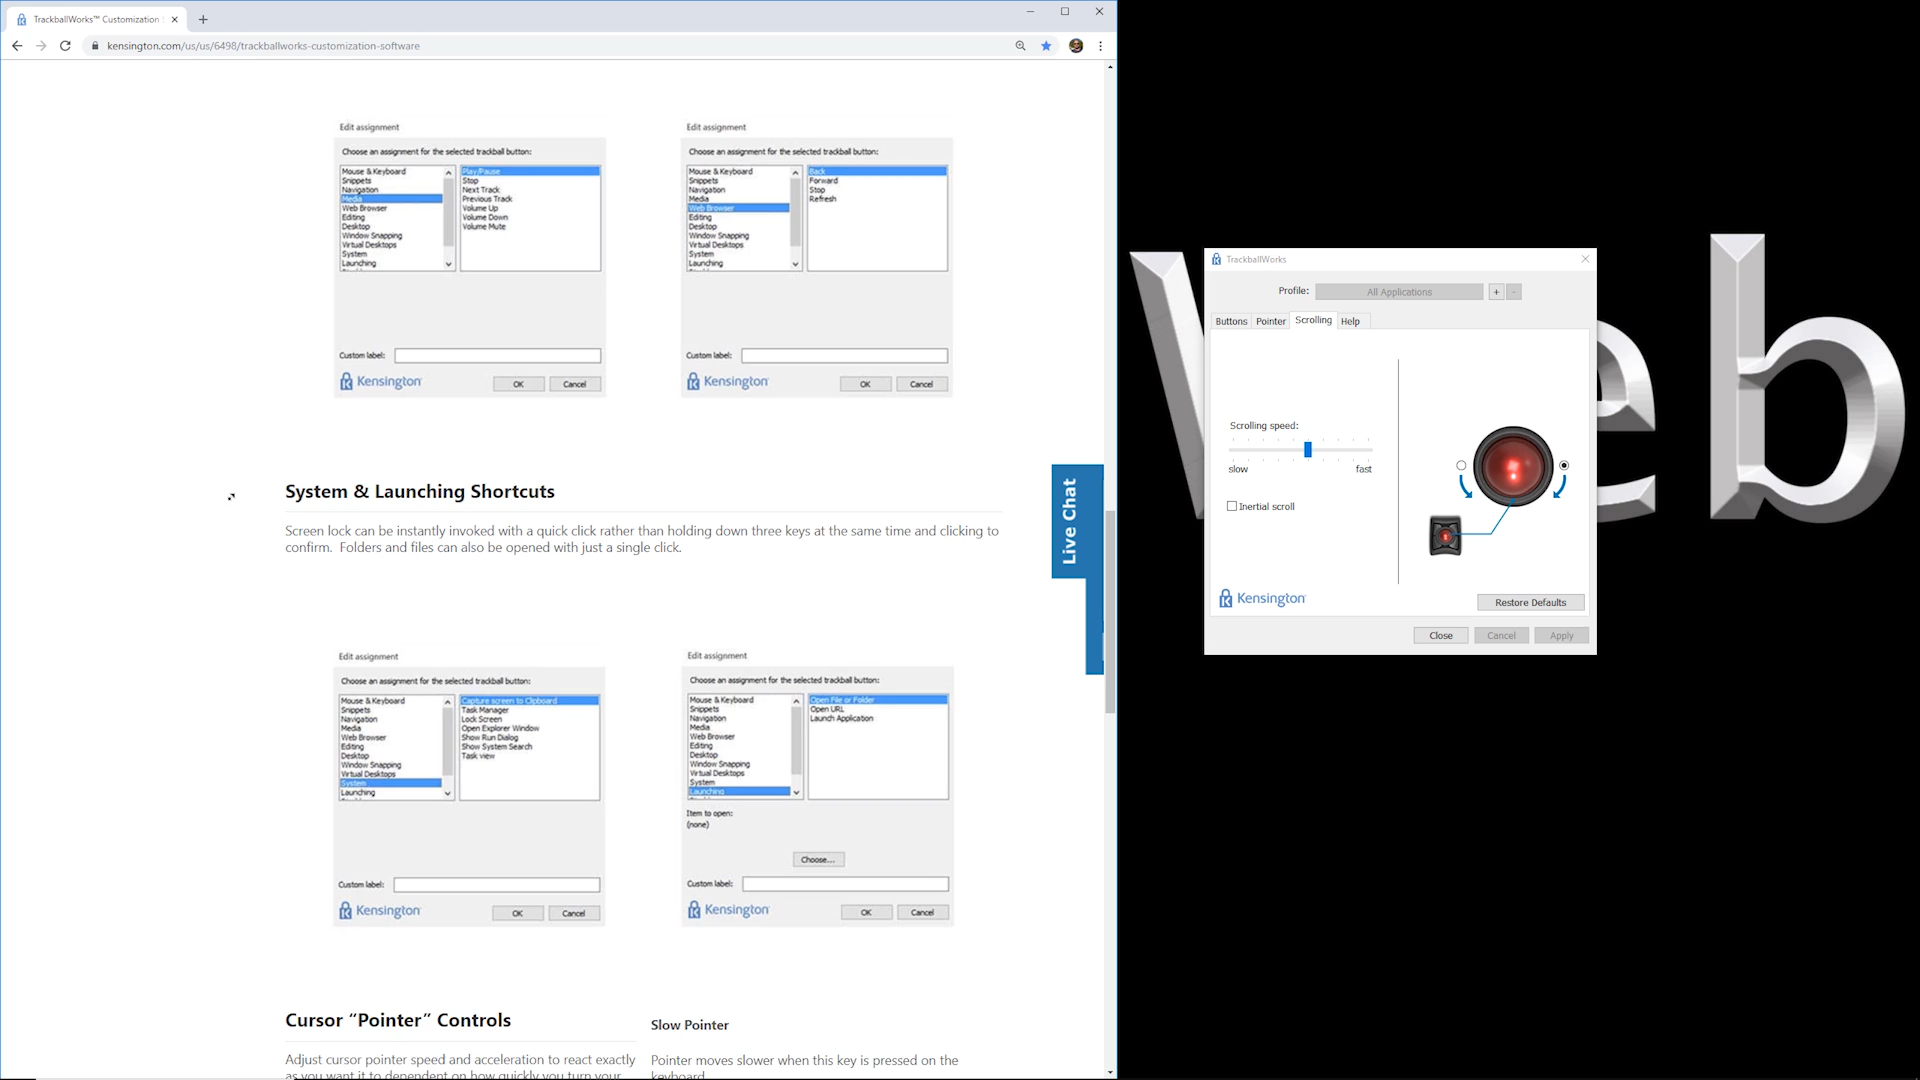 TrackballWorks™ Customization
kensington.com/us/us/6498/trackballworks-customization-software
Edit assignment
Choose an assignment for the selected trackball button:
Mouse & Keyboard
Snippets
Navigation
Media
Web Browser
Editing
Desktop
Window Snapping
Virtual Desktops
System
Launching
Play/Pause
Stop
Next Track
Previous Track
Volume Up
Volume Down
Volume Mute
Custom label:
Kensington
OK
Cancel
Edit assignment
Choose an assignment for the selected trackball button:
Mouse & Keyboard
Snippets
Navigation
Media
Web Browser
Editing
Desktop
Window Snapping
Virtual Desktops
System
Launching
Back
Forward
Stop
Refresh
Custom label:
Kensington
OK
Cancel
System & Launching Shortcuts
Screen lock can be instantly invoked with a quick click rather than holding down three keys at the same time and clicking to
confirm. Folders and files can also be opened with just a single click.
Live Chat
Edit assignment
Choose an assignment for the selected trackball button:
Mouse & Keyboard
Snippets
Navigation
Media
Web Browser
Editing
Desktop
Window Snapping
Virtual Desktops
System
Launching
Capture screen to Clipboard
Task Manager
Lock Screen
Open Explorer Window
Show Run Dialog
Show System Search
Task view
Custom label:
Kensington
OK
Cancel
Edit assignment
Choose an assignment for the selected trackball button:
Mouse & Keyboard
Snippets
Navigation
Media
Web Browser
Editing
Desktop
Window Snapping
Virtual Desktops
System
Launching
Open File or Folder
Open URL
Launch Application
Item to open:
(none)
Choose...
Custom label:
Kensington
OK
Cancel
Cursor “Pointer” Controls
Adjust cursor pointer speed and acceleration to react exactly
as you want it to dependent on how quickly you turn your
Slow Pointer
Pointer moves slower when this key is pressed on the
keyboard
TrackballWorks
Profile:
All Applications
+
-
Buttons
Pointer
Scrolling
Help
Scrolling speed:
slow
fast
Inertial scroll
Kensington
Restore Defaults
Close
Cancel
Apply